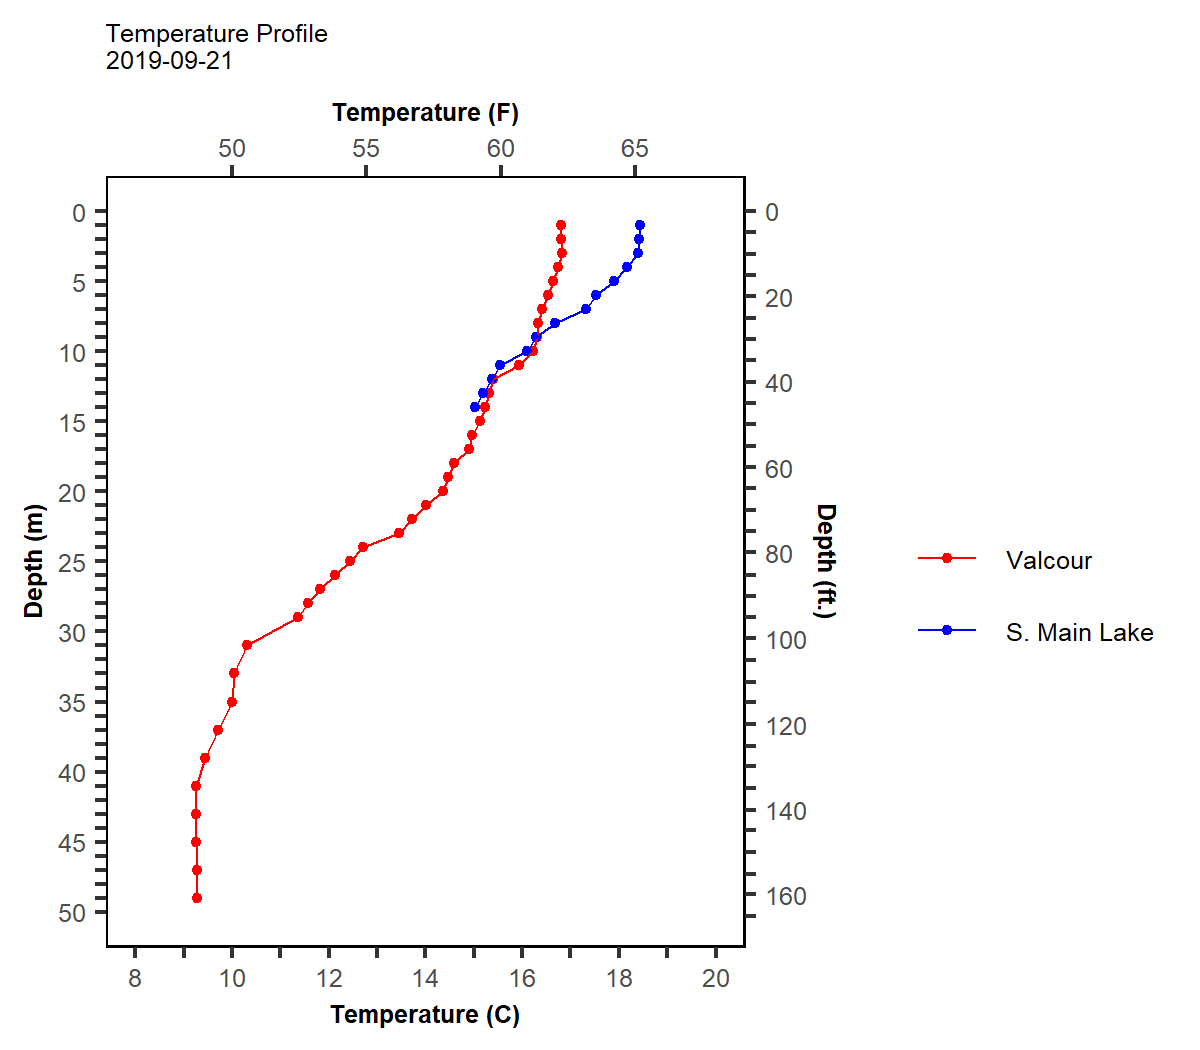 Temperature Profile
2019-09-21
Temperature (F)
50 55 60 65
0 0
5
20
10
40
15
60
20
Depth (m)
Depth (ft.)
80
25
Valcour
30
100
S. Main Lake
35
120
40
140
45
160
50
8 10 12 14 16 18 20
Temperature (C)